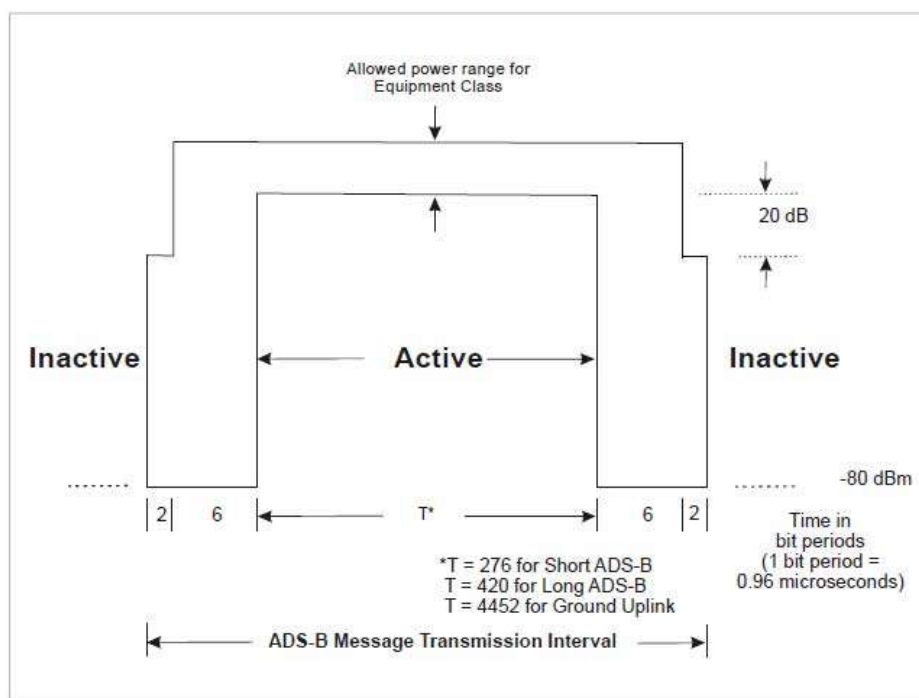 Allowed power range for
Equipment Class
20 dB
Inactive
Active
Inactive
-80 dBm
2
6
T*
6
2
Time in
bit periods
(1 bit period =
0.96 microseconds)
*T = 276 for Short ADS-B
T = 420 for Long ADS-B
T = 4452 for Ground Uplink
ADS-B Message Transmission Interval